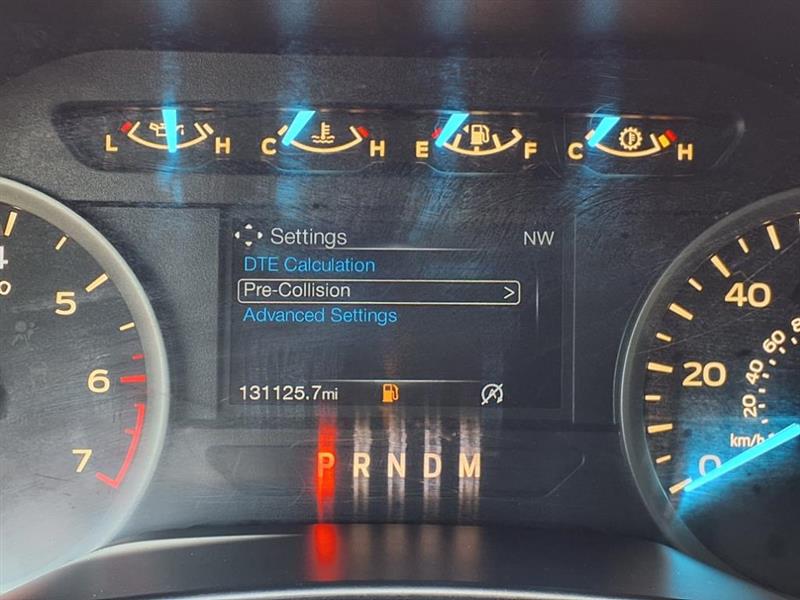 L H C H E F C H
Settings NW
DTE Calculation
Pre-Collision >
Advanced Settings
131125.7mi
P R N D M
5
6
7
40
20
0
80
60
40
20
km/h